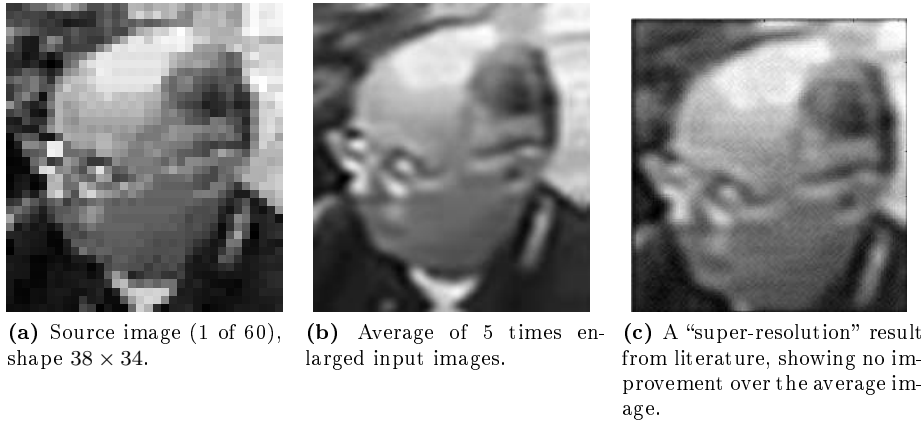 (a) Source image (1 of 60),
shape 38 × 34.
(b) Average of 5 times en-
larged input images.
(c) A “super-resolution” result
from literature, showing no im-
provement over the average im-
age.